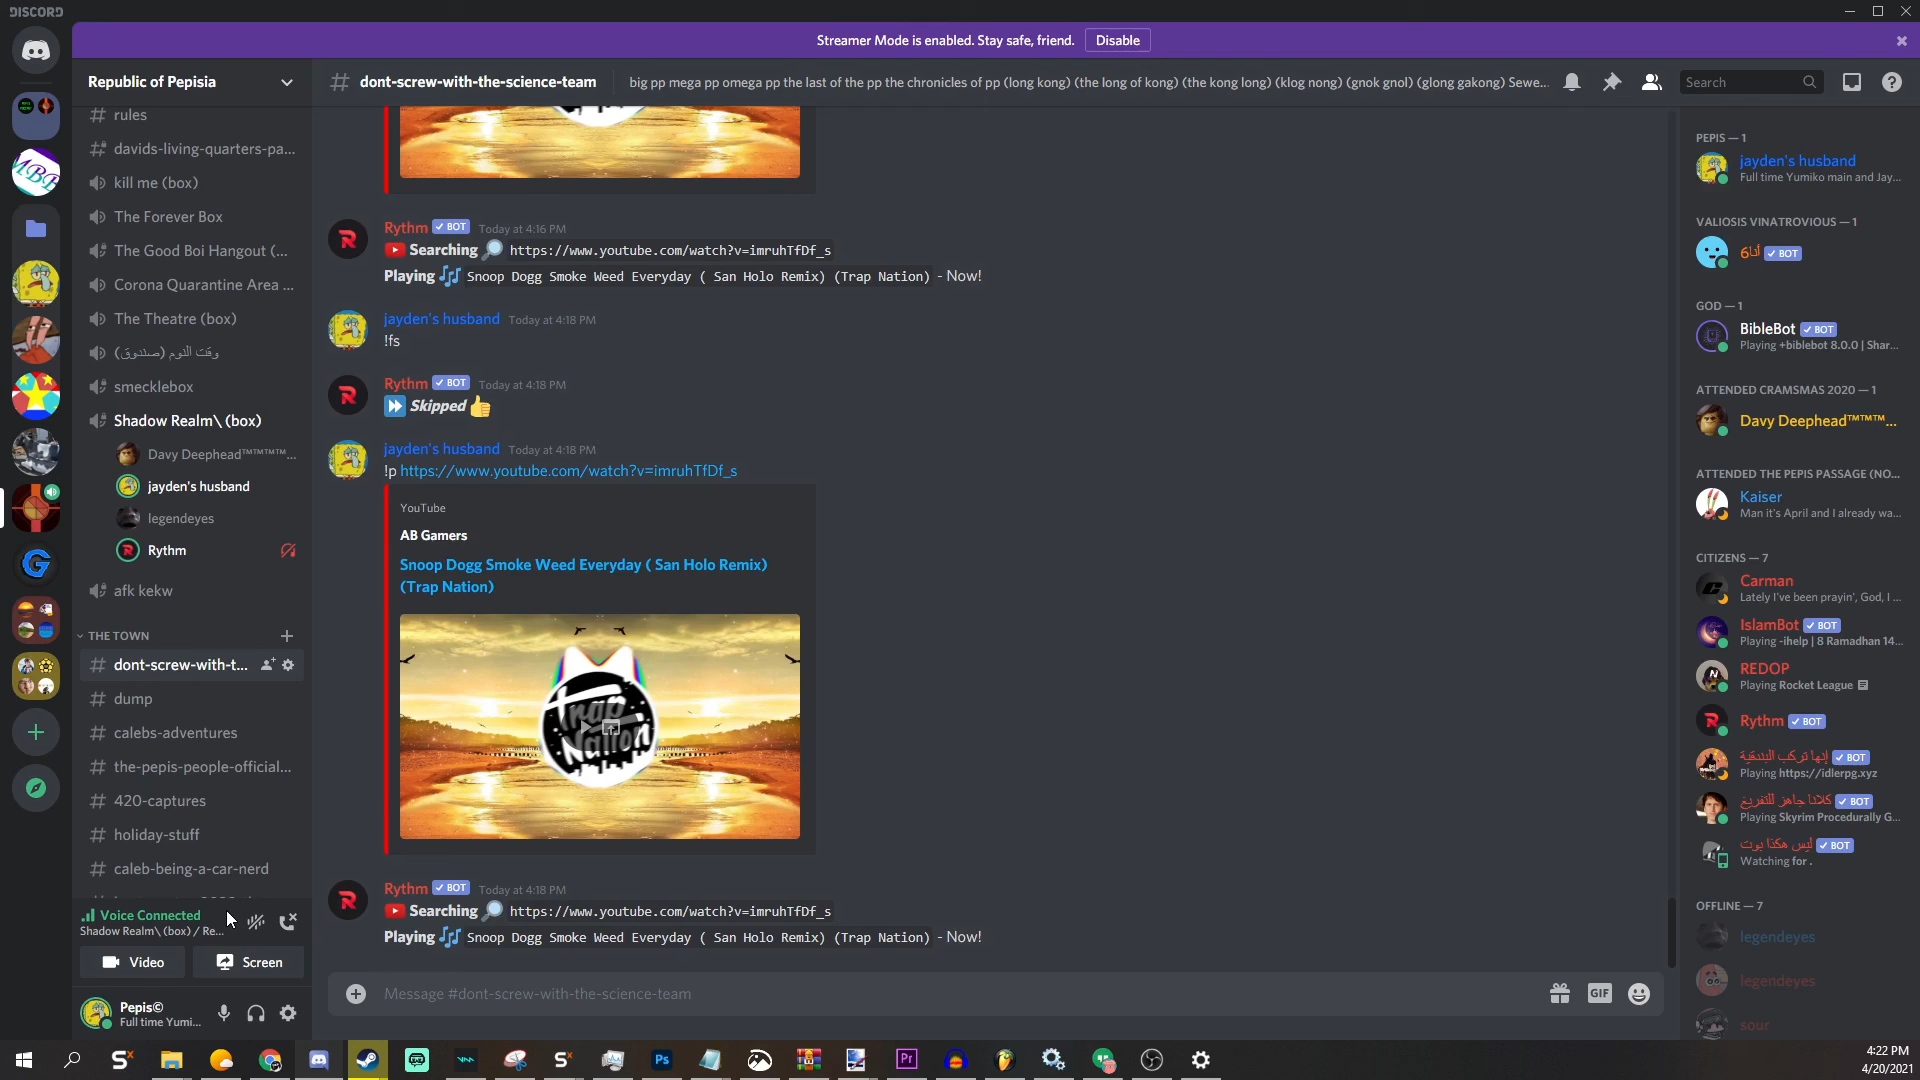 DISCORD
Streamer Mode is enabled. Stay safe, friend.
Disable
Republic of Pepisia
rules
davids-living-quarters-pa...
kill me (box)
The Forever Box
The Good Boi Hangout (...
Corona Quarantine Area ...
The Theatre (box)
وقت النوم (صندوق)
smecklebox
Shadow Realm\ (box)
Davy Deephead™™™™...
jayden's husband
legendeyes
Rythm
afk kekw
THE TOWN
dont-screw-with-t...
dump
calebs-adventures
the-pepis-people-official...
420-captures
holiday-stuff
caleb-being-a-car-nerd
Voice Connected
Shadow Realm\ (box) / Re...
Video
Screen
Pepis©
Full time Yumi...
dont-screw-with-the-science-team
big pp mega pp omega pp the last of the pp the chronicles of pp (long kong) (the long of kong) (the kong long) (klog nong) (gnok gnol) (glong gakong) Sewe...
Search
Rythm BOT Today at 4:16 PM
Searching https://www.youtube.com/watch?v=imruhTfDf_s
Playing Snoop Dogg Smoke Weed Everyday ( San Holo Remix) (Trap Nation) - Now!
jayden's husband Today at 4:18 PM
!fs
Rythm BOT Today at 4:18 PM
Skipped
jayden's husband Today at 4:18 PM
!p https://www.youtube.com/watch?v=imruhTfDf_s
YouTube
AB Gamers
Snoop Dogg Smoke Weed Everyday ( San Holo Remix)
(Trap Nation)
Trap
Nation
Rythm BOT Today at 4:18 PM
Searching https://www.youtube.com/watch?v=imruhTfDf_s
Playing Snoop Dogg Smoke Weed Everyday ( San Holo Remix) (Trap Nation) - Now!
Message #dont-screw-with-the-science-team
GIF
PEPIS — 1
jayden's husband
Full time Yumiko main and Jay...
VALIOSIS VINATROVIOUS — 1
أنا6 BOT
GOD — 1
BibleBot BOT
Playing +biblebot 8.0.0 | Shar...
ATTENDED CRAMSMAS 2020 — 1
Davy Deephead™™™™...
ATTENDED THE PEPIS PASSAGE (NO...
Kaiser
Man it's April and I already wa...
CITIZENS — 7
Carman
Lately I've been prayin', God, I ...
IslamBot BOT
Playing -ihelp | 8 Ramadhan 14...
REDOP
Playing Rocket League
Rythm BOT
إنها تركب البندقية BOT
Playing https://idlerpg.xyz
كلانا جاهز للتفريغ BOT
Playing Skyrim Procedurally G...
ليس هكذا بوت BOT
Watching for .
OFFLINE — 7
legendeyes
legendeyes
sour
Ps
Pr
4:22 PM
4/20/2021